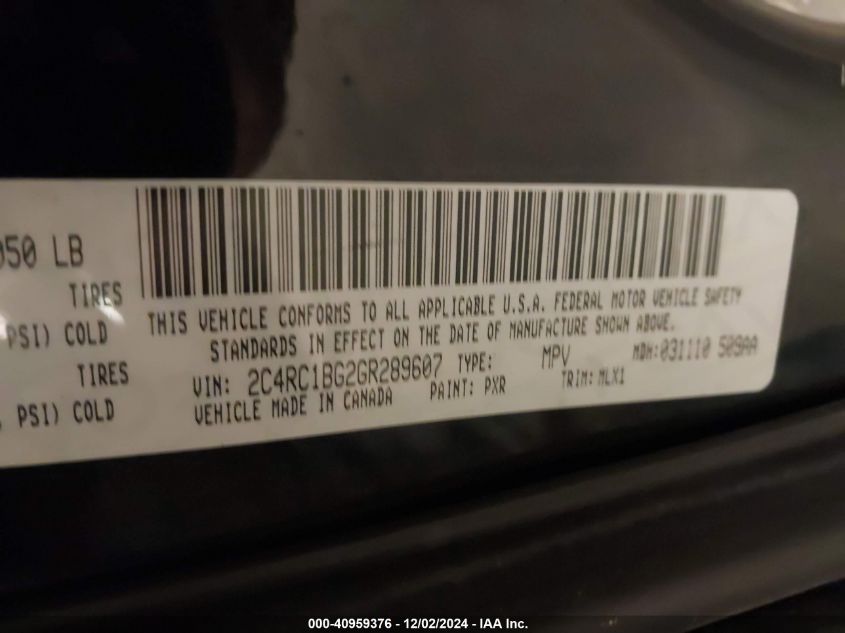 050 LB
TIRES
PSI) COLD
TIRES
, PSI) COLD
THIS VEHICLE CONFORMS TO ALL APPLICABLE U.S.A. FEDERAL MOTOR VEHICLE SAFETY
STANDARDS IN EFFECT ON THE DATE OF MANUFACTURE SHOWN ABOVE.
VIN: 2C4RC1BG2GR289607 TYPE: MPV MDH:031110 509AA
VEHICLE MADE IN CANADA PAINT: PXR TRIM: MLX1
000-40959376 - 12/02/2024 - IAA Inc.